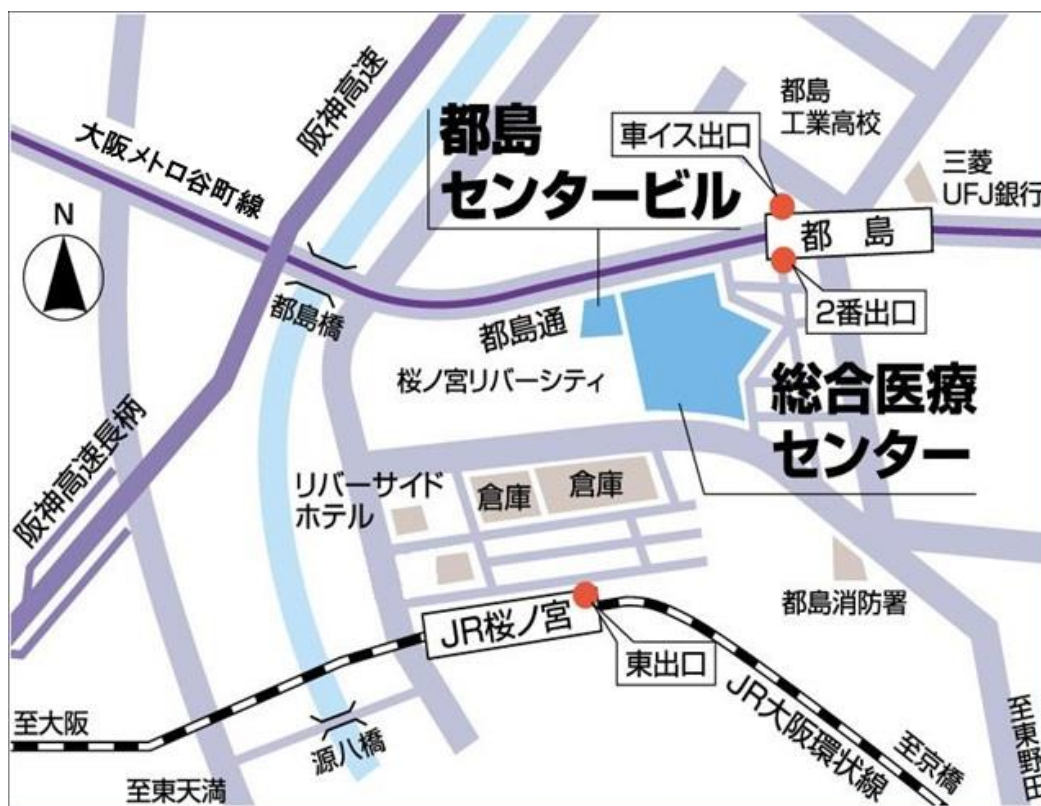 阪神高速
大阪メトロ谷町線
N
都島
センタービル
車イス出口
都島
工業高校
三菱
UFJ銀行
都島
2番出口
都島橋
都島通
桜ノ宮リバーシティ
総合医療
センター
阪神高速長柄
リバーサイド
ホテル
倉庫
倉庫
都島消防署
JR桜ノ宮
東出口
JR大阪環状線
至大阪
源八橋
至東天満
至京橋
至東野田